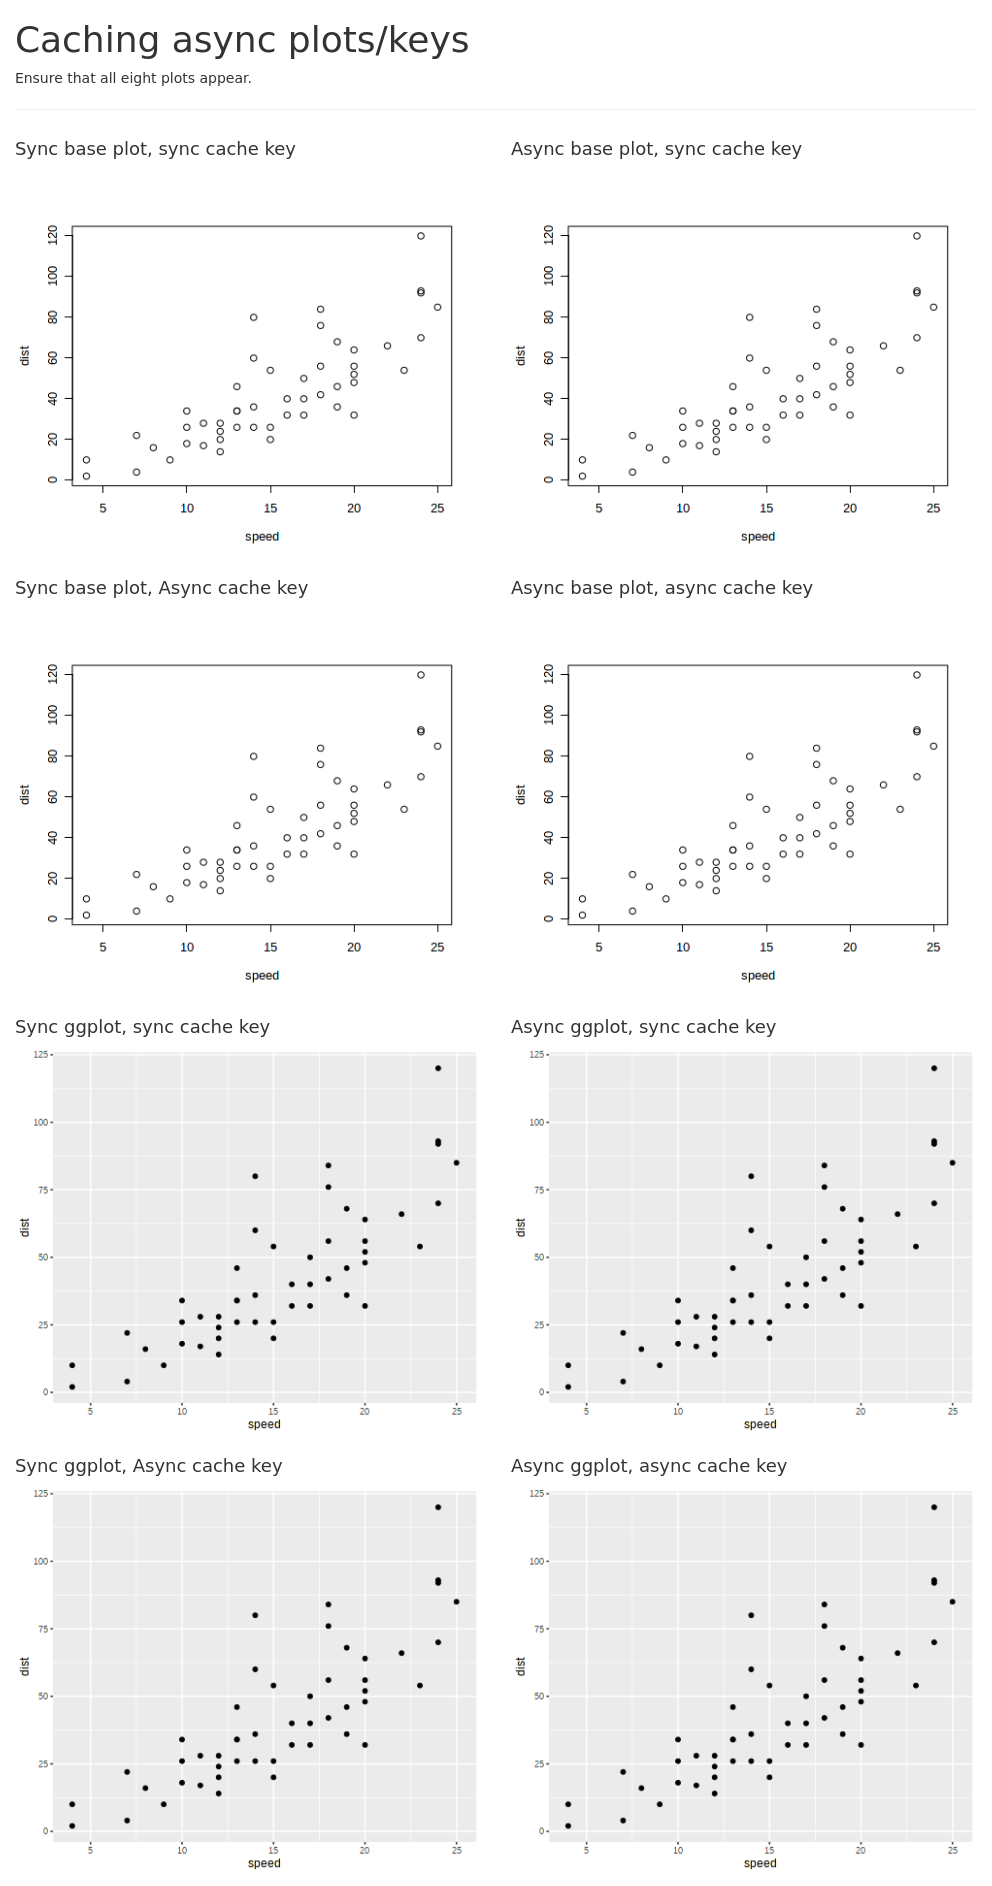 Caching async plots/keys
Ensure that all eight plots appear.
Sync base plot, sync cache key
Async base plot, sync cache key
120
100
80
60
40
20
0
dist
5 10 15 20 25
speed
120
100
80
60
40
20
0
dist
5 10 15 20 25
speed
Sync base plot, Async cache key
Async base plot, async cache key
120
100
80
60
40
20
0
dist
5 10 15 20 25
speed
120
100
80
60
40
20
0
dist
5 10 15 20 25
speed
Sync ggplot, sync cache key
Async ggplot, sync cache key
125
100
75
50
25
0
dist
5 10 15 20 25
speed
125
100
75
50
25
0
dist
5 10 15 20 25
speed
Sync ggplot, Async cache key
Async ggplot, async cache key
125
100
75
50
25
0
dist
5 10 15 20 25
speed
125
100
75
50
25
0
dist
5 10 15 20 25
speed